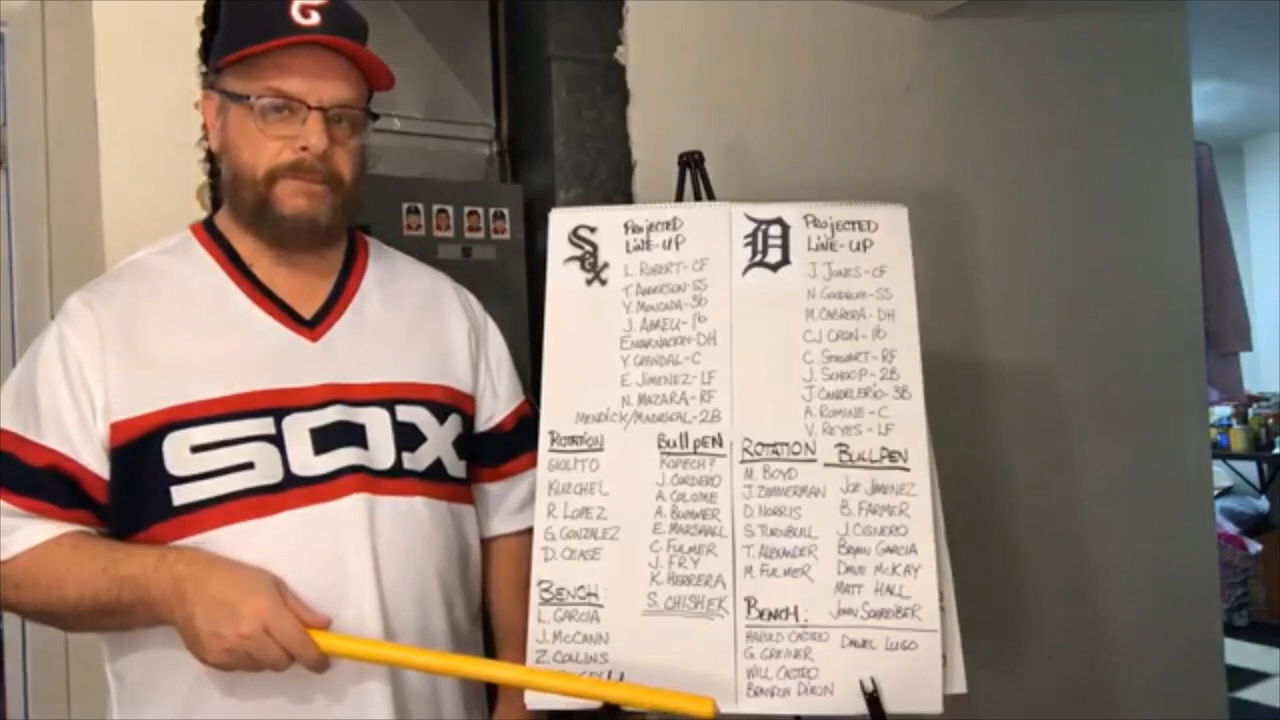 SOX
Sox
PROJECTED
LINE-UP
L. ROBERT-CF
T. ANDERSON-SS
Y. MONCADA-3b
J. ABREU-1b
ENCARNACION-DH
Y. GRANDAL-C
E. JIMENEZ-LF
N. MAZARA-RF
MENDICK/MADRIGAL-2B
ROTATION
GIOLITO
KUECHEL
R. LOPEZ
G. GONZALEZ
D. CEASE
BENCH:
L. GARCIA
J. MCCANN
Z. COLLINS
BullPEN
KOPECH?
J. CORDERO
A. COLOME
A. BUMMER
E. MARSHALL
C. FULMER
J. FRY
K. HERRERA
S. CHISHEK
D
PROJECTED
LINE-UP
J. JONES-CF
N. GOODRUM-SS
M. CABRERA-DH
CJ CRON-1b
C. STEWART-RF
J. SCHOOP-2B
J. CANDELERIO-3B
A. ROMINE-C
V. REYES-LF
ROTATION
M. BOYD
J. ZIMMERMAN
D. NORRIS
S. TURNBULL
T. ALEXANDER
M. FULMER
BENCH:
HAROLD CASTRO
G. GREINER
WILL CASTRO
BRANDON DIXON
BULLPEN
JOE JIMENEZ
B. FARMER
J. CISNERO
BRYAN GARCIA
DAVE MCKAY
MATT HALL
JOHN SCHREIBER
DAWEL LUGO